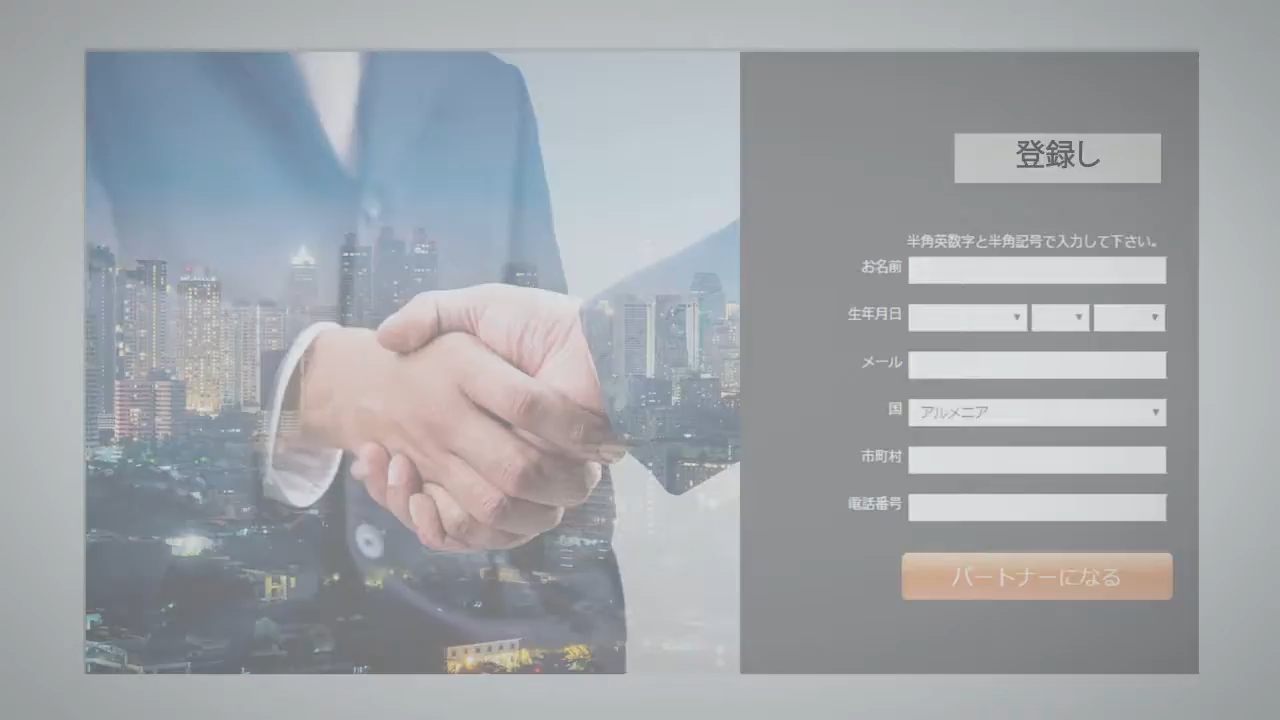 登録し
半角英数字と半角記号で入力して下さい。
お名前
生年月日
メール
国
アルメニア
市町村
電話番号
パートナーになる